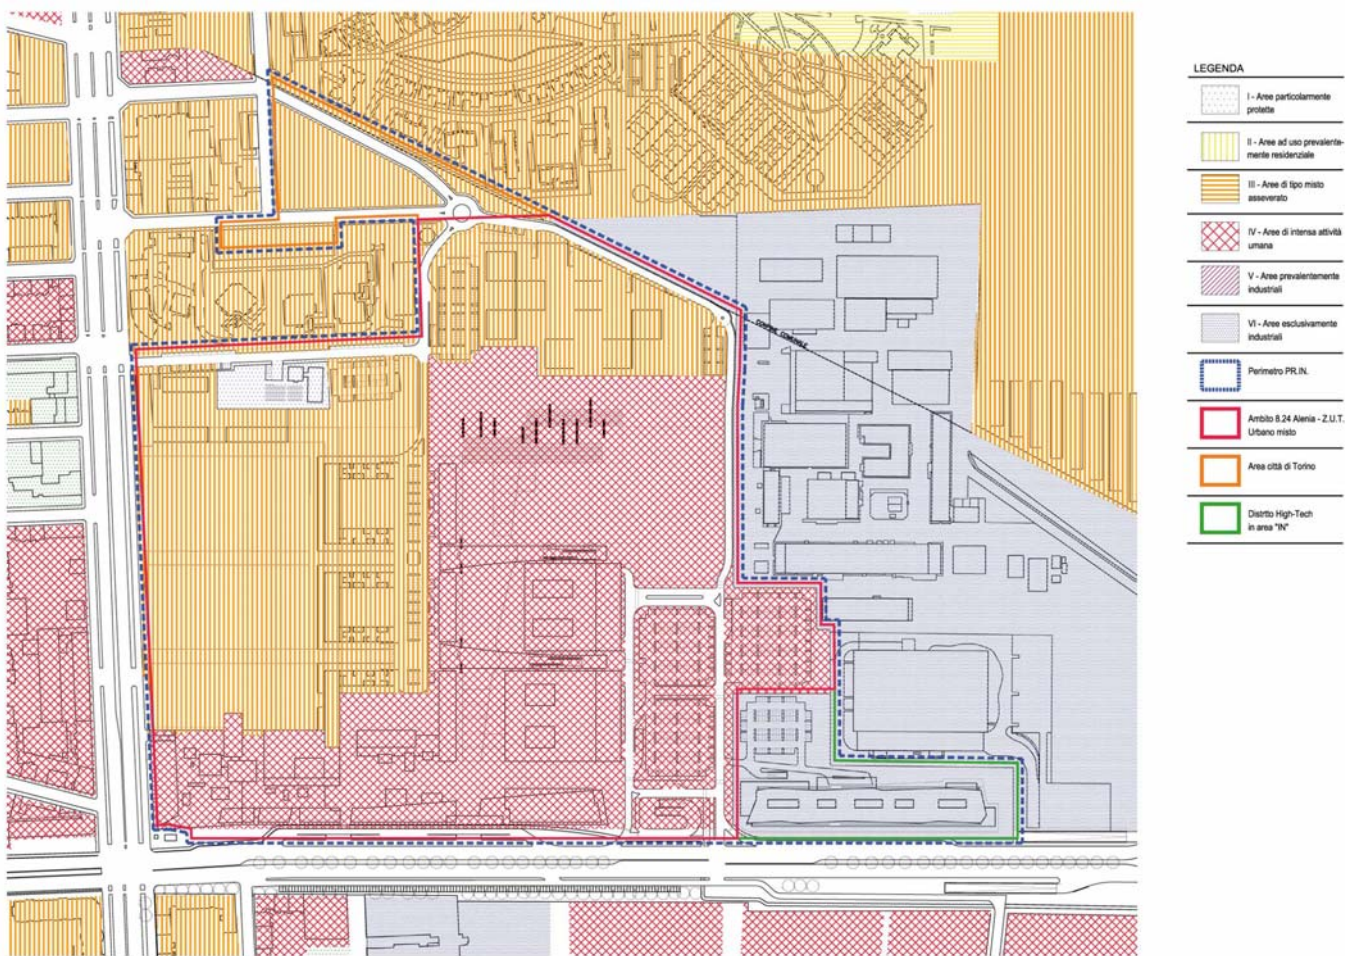 LEGENDA
I - Aree particolarmente
protette
II - Aree ad uso prevalente-
mente residenziale
III - Aree di tipo misto
asseverato
IV - Aree di intensa attività
umana
V - Aree prevalentemente
industriali
VI - Aree esclusivamente
industriali
Perimetro PR.IN.
Ambito 8.24 Alenia - Z.U.T.
Urbano misto
Area città di Torino
Distrtto High-Tech
in area "IN"
CONFINE COMUNALE